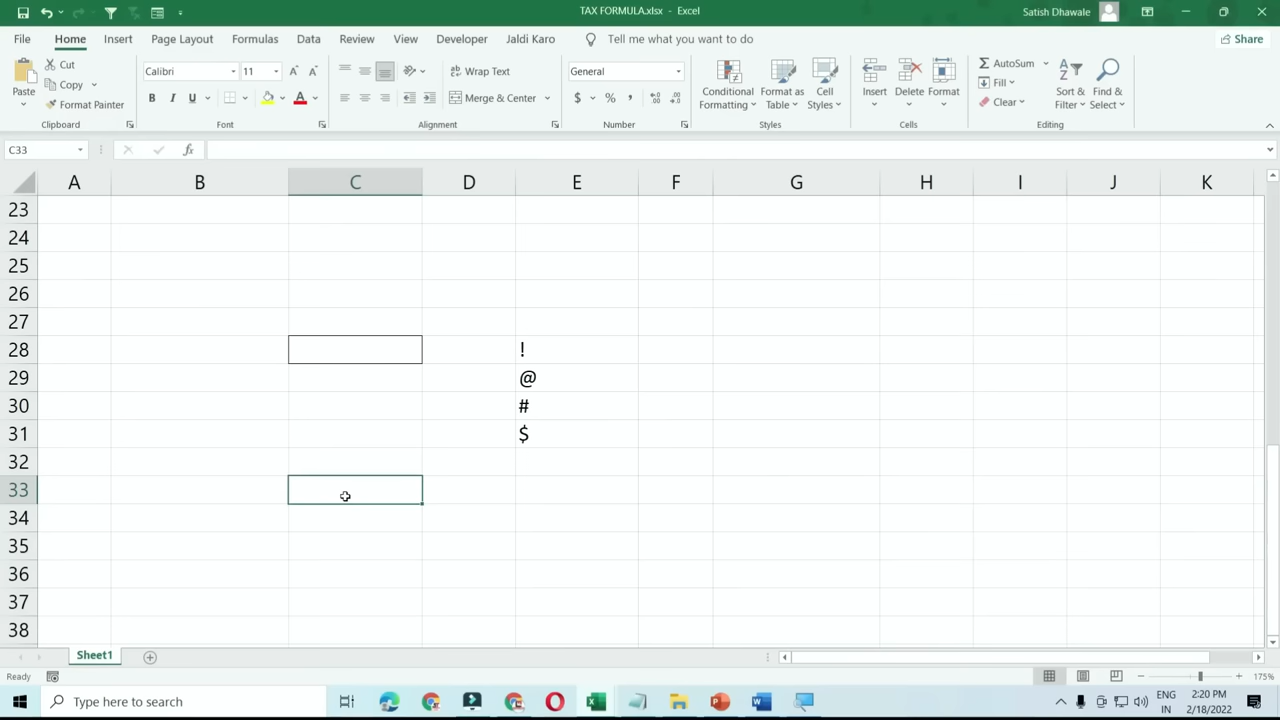 TAX FORMULA.xlsx - Excel
Satish Dhawale
File Home Insert Page Layout Formulas Data Review View Developer Jaldi Karo Tell me what you want to do Share
Paste
Cut
Copy
Format Painter
Clipboard
Calibri 11
B I U
Font
Wrap Text
Merge & Center
Alignment
General
$ % ,
Number
Conditional Formatting
Format as Table
Cell Styles
Styles
Insert Delete Format
Cells
AutoSum
Fill
Clear
Sort & Filter
Find & Select
Editing
C33 fx
A B C D E F G H I J K
23
24
25
26
27
28 !
29 @
30 #
31 $
32
33
34
35
36
37
38
Sheet1
Ready 175%
Type here to search
ENG IN
2:20 PM
2/18/2022